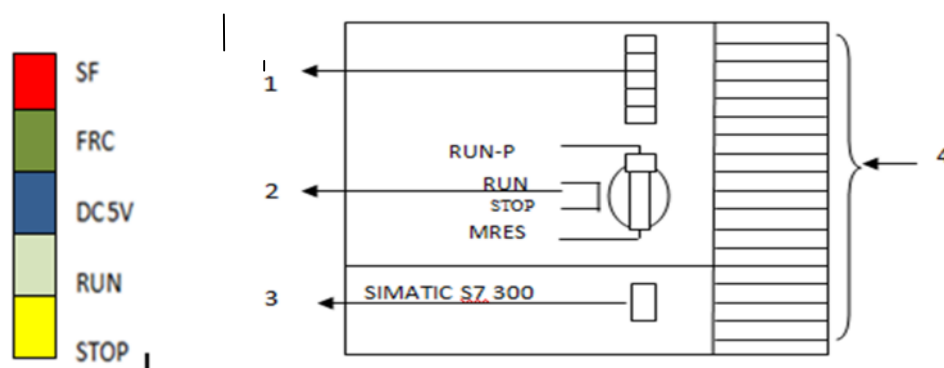 SF
FRC
DC5V
RUN
STOP
1
RUN-P
2
RUN
STOP
MRES
3
SIMATIC S7 300
4